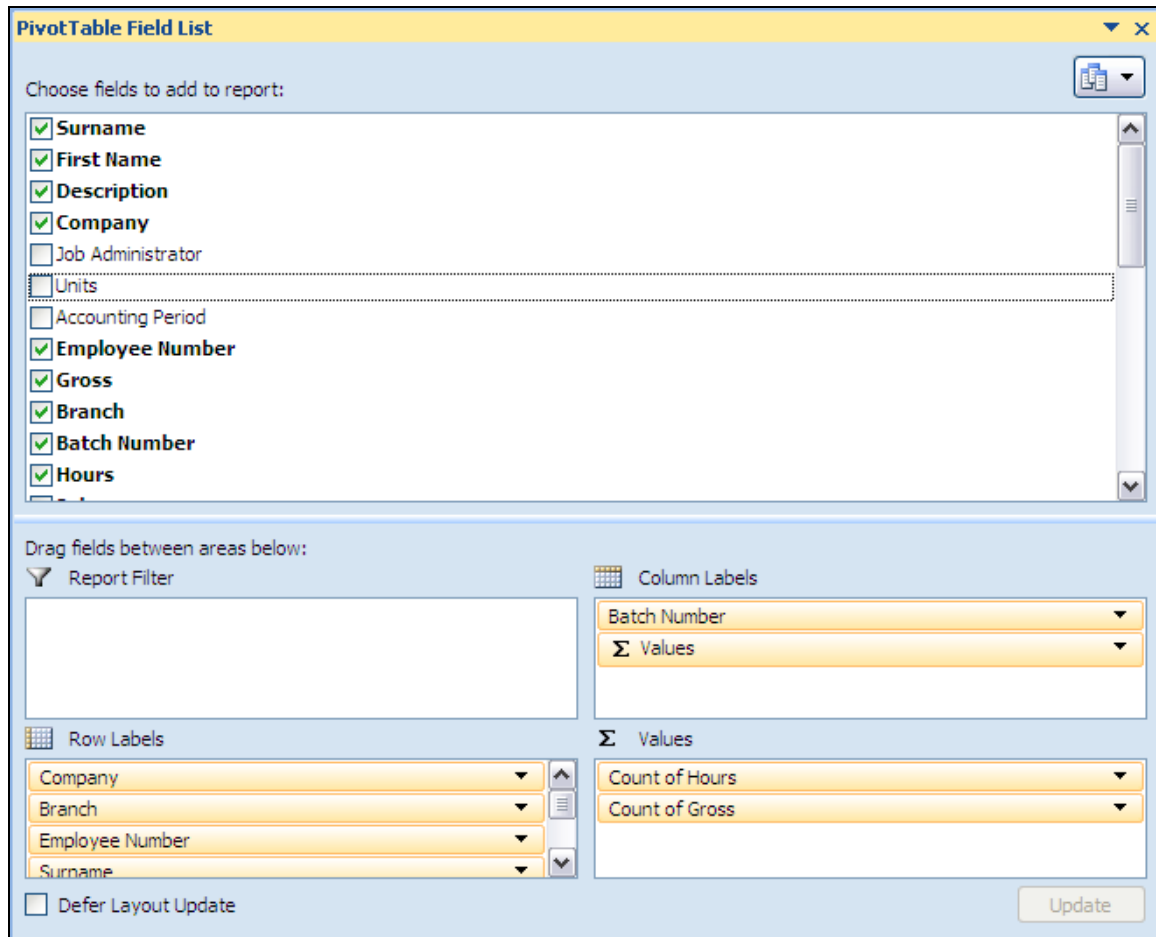 PivotTable Field List
Choose fields to add to report:
Surname
First Name
Description
Company
Job Administrator
Units
Accounting Period
Employee Number
Gross
Branch
Batch Number
Hours
Drag fields between areas below:
Report Filter
Column Labels
Batch Number
Σ Values
Row Labels
Company
Branch
Employee Number
Surname
Σ Values
Count of Hours
Count of Gross
Defer Layout Update
Update